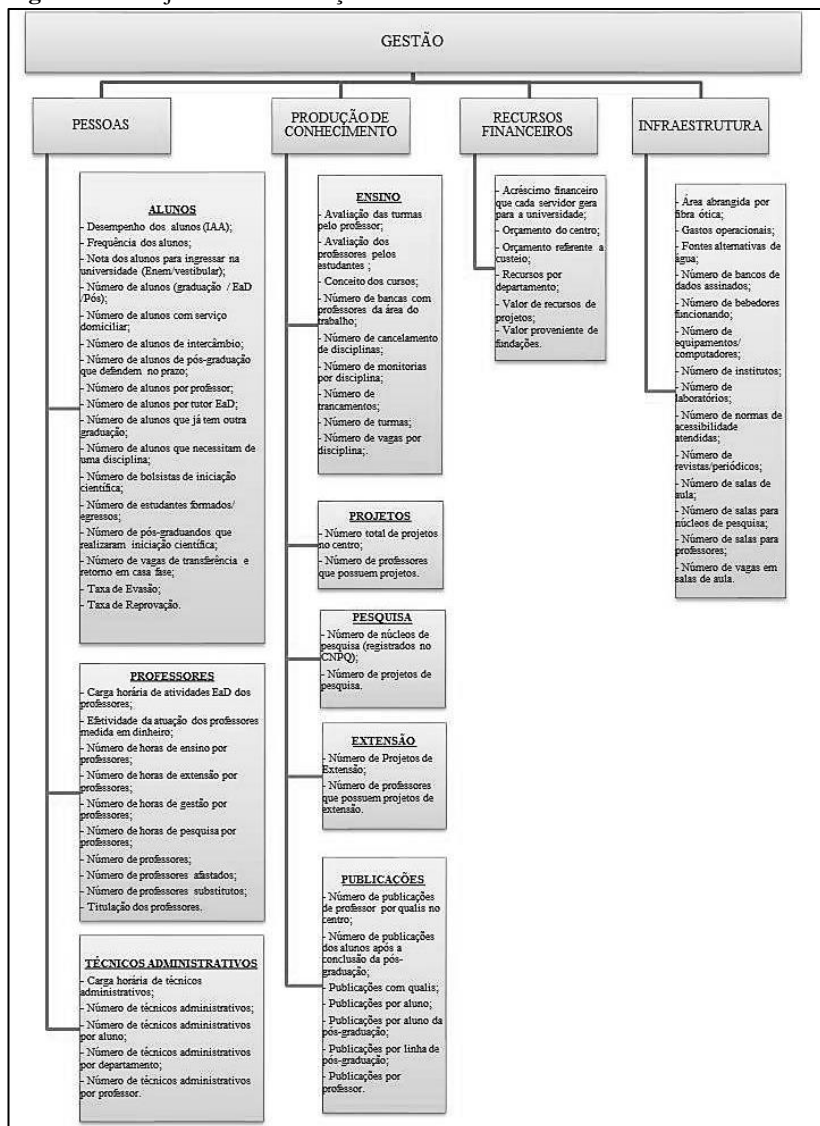 GESTÃO
PESSOAS
ALUNOS
- Desempenho dos alunos (IAA);
- Frequência dos alunos;
- Nota dos alunos para ingressar na
universidade (Enem/vestibular);
- Número de alunos (graduação / EaD
/Pós);
- Número de alunos com serviço
domiciliar;
- Número de alunos de intercâmbio;
- Número de alunos de pós-graduação
que defendem no prazo;
- Número de alunos por professor;
- Número de alunos por tutor EaD;
- Número de alunos que já tem outra
graduação;
- Número de alunos que necessitam de
uma disciplina;
- Número de bolsistas de iniciação
científica;
- Número de estudantes formados/
egressos;
- Número de pós-graduandos que
realizaram iniciação científica;
- Número de vagas de transferência e
retorno em casa fase;
- Taxa de Evasão;
- Taxa de Reprovação.
PROFESSORES
- Carga horária de atividades EaD dos
professores;
- Efetividade da atuação dos professores
medida em dinheiro;
- Número de horas de ensino por
professores;
- Número de horas de extensão por
professores;
- Número de horas de gestão por
professores;
- Número de horas de pesquisa por
professores;
- Número de professores;
- Número de professores afastados;
- Número de professores substitutos;
- Titulação dos professores.
TÉCNICOS ADMINISTRATIVOS
- Carga horária de técnicos
administrativos;
- Número de técnicos administrativos;
- Número de técnicos administrativos
por aluno;
- Número de técnicos administrativos
por departamento;
- Número de técnicos administrativos
por professor.
PRODUÇÃO DE
CONHECIMENTO
ENSINO
- Avaliação das turmas
pelo professor;
- Avaliação dos
professores pelos
estudantes ;
- Conceito dos cursos;
- Número de bancas com
professores da área do
trabalho;
- Número de cancelamento
de disciplinas;
- Número de monitorias
por disciplina;
- Número de
trancamentos;
- Número de turmas;
- Número de vagas por
disciplina;.
PROJETOS
- Número total de projetos
no centro;
- Número de professores
que possuem projetos.
PESQUISA
- Número de núcleos de
pesquisa (registrados no
CNPQ);
- Número de projetos de
pesquisa.
EXTENSÃO
- Número de Projetos de
Extensão;
- Número de professores
que possuem projetos de
extensão.
PUBLICAÇÕES
- Número de publicações
de professor por qualis no
centro;
- Número de publicações
dos alunos após a
conclusão da pós-
graduação;
- Publicações com qualis;
- Publicações por aluno;
- Publicações por aluno da
pós-graduação;
- Publicações por linha de
pós-graduação;
- Publicações por
professor.
RECURSOS
FINANCEIROS
- Acréscimo financeiro
que cada servidor gera
para a universidade;
- Orçamento do centro;
- Orçamento referente a
custeio;
- Recursos por
departamento;
- Valor de recursos de
projetos;
- Valor proveniente de
fundações.
INFRAESTRUTURA
- Área abrangida por
fibra ótica;
- Gastos operacionais;
- Fontes alternativas de
água;
- Número de bancos de
dados assinados;
- Número de bebedores
funcionando;
- Número de
equipamentos/
computadores;
- Número de institutos;
- Número de
laboratórios;
- Número de normas de
acessibilidade
atendidas;
- Número de
revistas/periódicos;
- Número de salas de
aula;
- Número de salas para
núcleos de pesquisa;
- Número de salas para
professores;
- Número de vagas em
salas de aula.